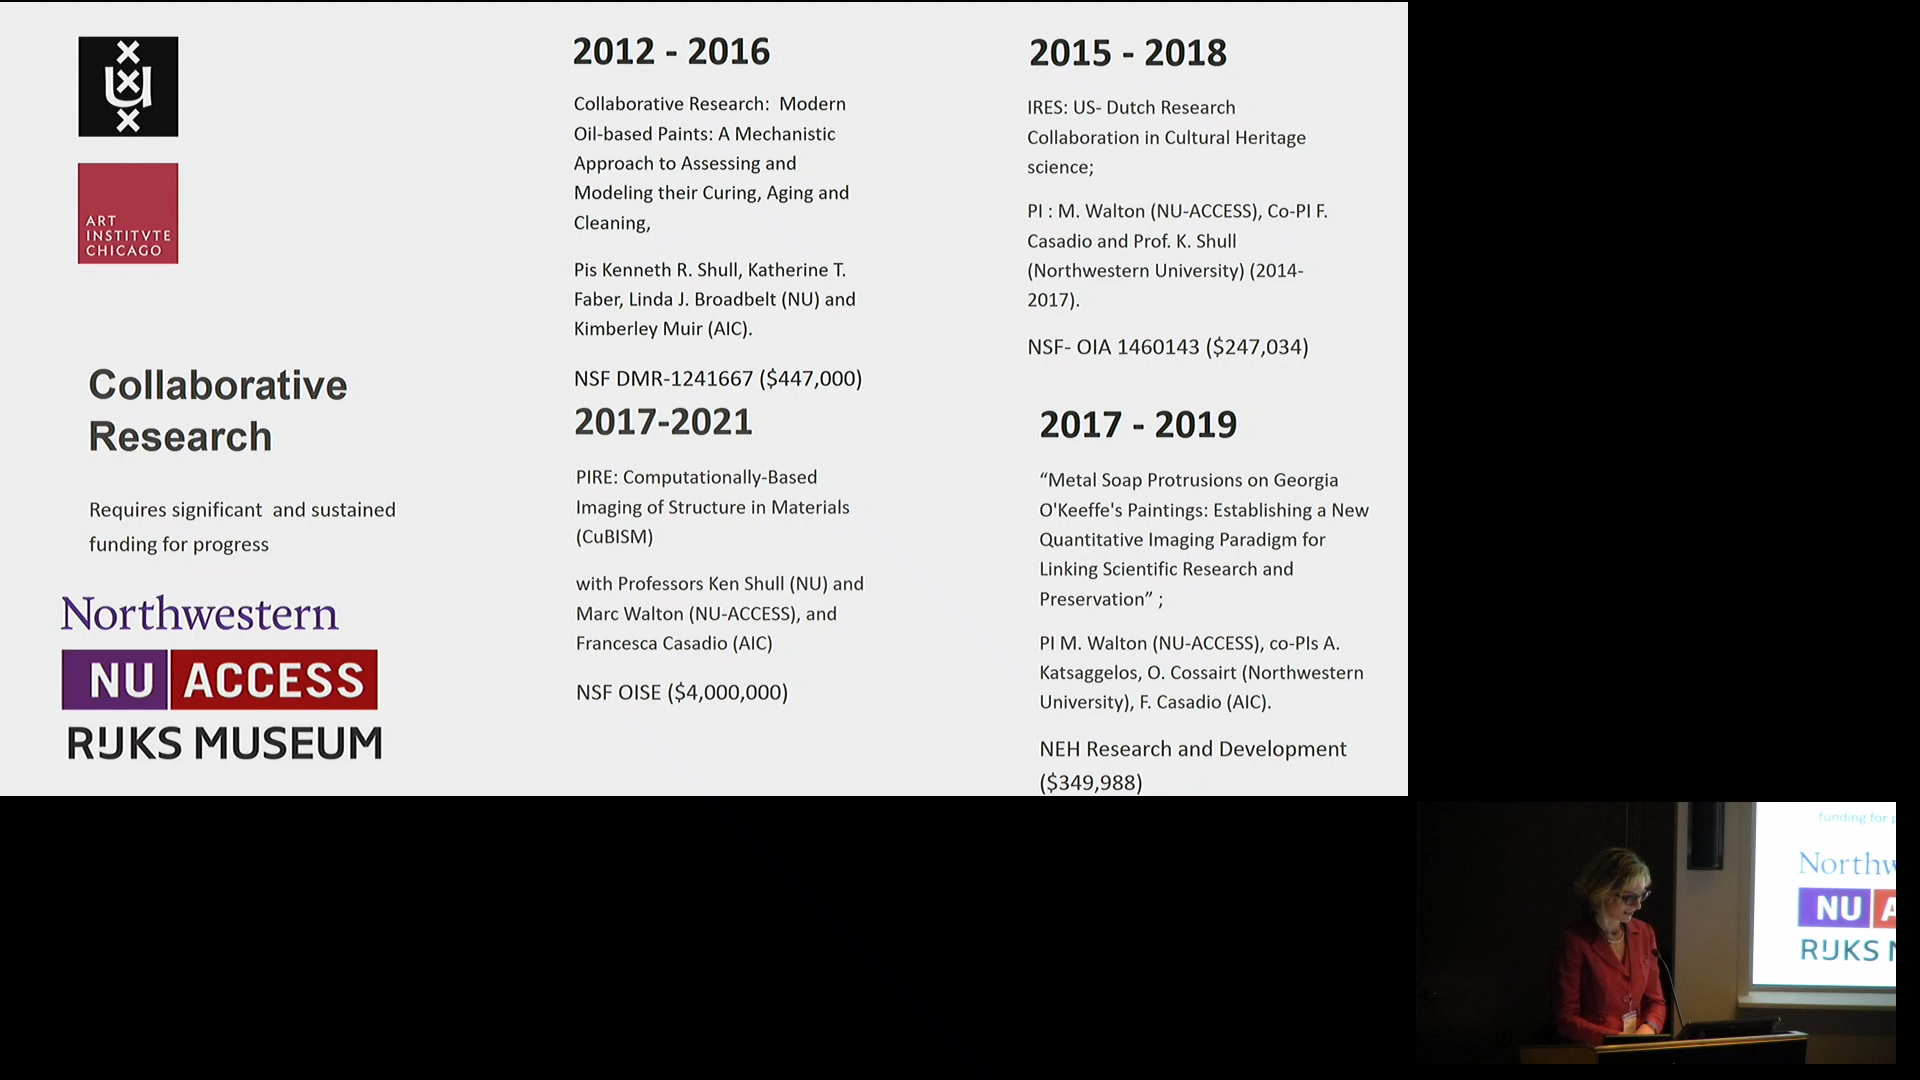 ART
INSTITVTE
CHICAGO
Collaborative
Research
Requires significant and sustained
funding for progress
Northwestern
NU ACCESS
RIJKS MUSEUM
2012 - 2016
Collaborative Research: Modern
Oil-based Paints: A Mechanistic
Approach to Assessing and
Modeling their Curing, Aging and
Cleaning,
Pis Kenneth R. Shull, Katherine T.
Faber, Linda J. Broadbelt (NU) and
Kimberley Muir (AIC).
NSF DMR-1241667 ($447,000)
2017-2021
PIRE: Computationally-Based
Imaging of Structure in Materials
(CuBISM)
with Professors Ken Shull (NU) and
Marc Walton (NU-ACCESS), and
Francesca Casadio (AIC)
NSF OISE ($4,000,000)
2015 - 2018
IRES: US- Dutch Research
Collaboration in Cultural Heritage
science;
PI : M. Walton (NU-ACCESS), Co-PI F.
Casadio and Prof. K. Shull
(Northwestern University) (2014-
2017).
NSF- OIA 1460143 ($247,034)
2017 - 2019
“Metal Soap Protrusions on Georgia
O'Keeffe's Paintings: Establishing a New
Quantitative Imaging Paradigm for
Linking Scientific Research and
Preservation” ;
PI M. Walton (NU-ACCESS), co-PIs A.
Katsaggelos, O. Cossairt (Northwestern
University), F. Casadio (AIC).
NEH Research and Development
($349,988)
funding for p
Northw
NU A
RIJKS M